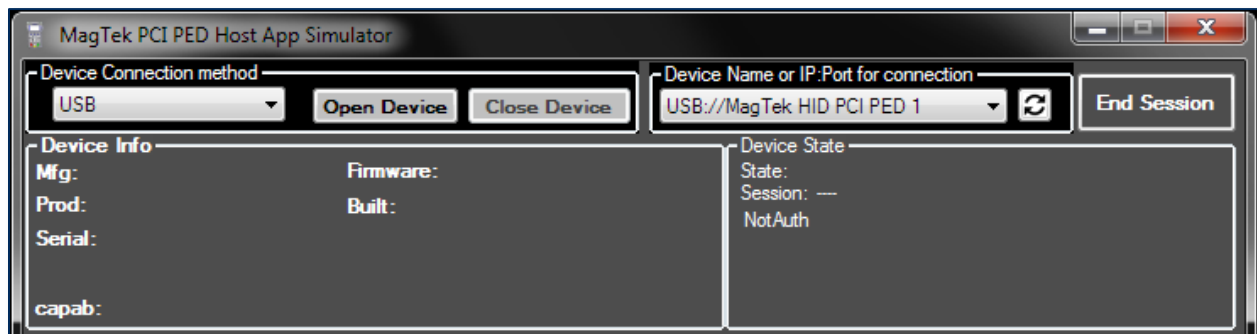 MagTek PCI PED Host App Simulator
Device Connection method
USB
Open Device
Close Device
Device Name or IP:Port for connection
USB://MagTek HID PCI PED 1
End Session
Device Info
Mfg:
Firmware:
Prod:
Built:
Serial:
capab:
Device State
State:
Session: ----
NotAuth